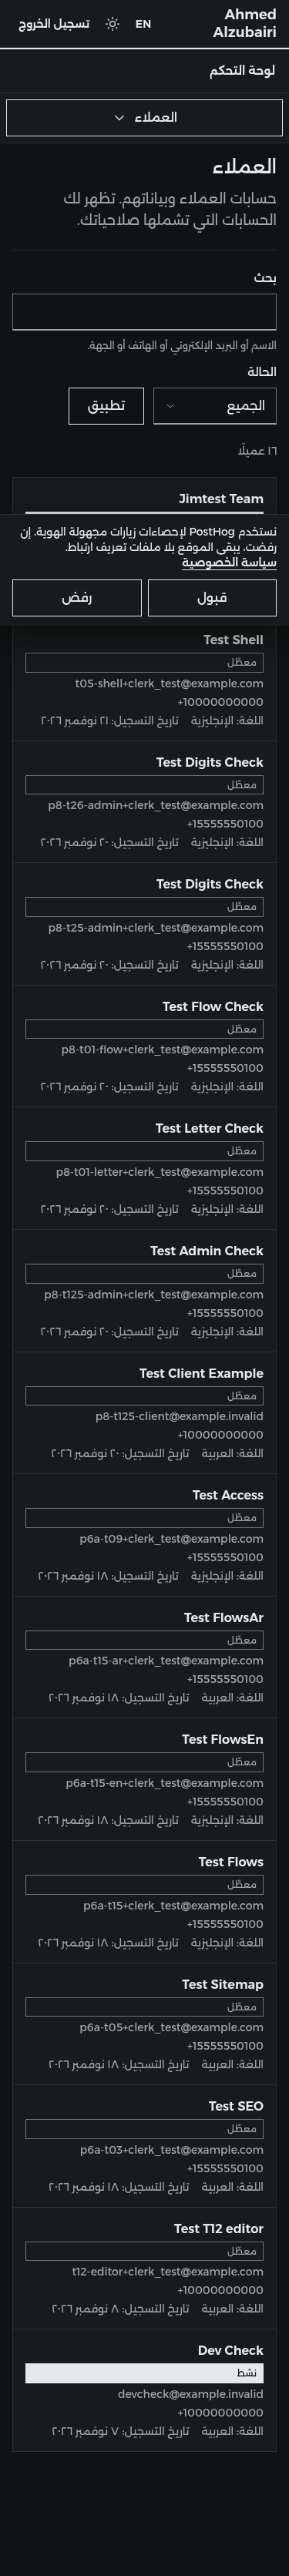 Ahmed
Alzubairi
EN
تسجيل الخروج
لوحة التحكم
العملاء
العملاء
حسابات العملاء وبياناتهم. تظهر لك
الحسابات التي تشملها صلاحياتك.
بحث
الاسم أو البريد الإلكتروني أو الهاتف أو الجهة.
الحالة
الجميع
تطبيق
١٦ عميلًا
Jimtest Team
نستخدم PostHog لإحصاءات زيارات مجهولة الهوية. إن
رفضت، يبقى الموقع بلا ملفات تعريف ارتباط.
سياسة الخصوصية
قبول
رفض
Test Shell
معطّل
t05-shell+clerk_test@example.com
+10000000000
اللغة: الإنجليزية تاريخ التسجيل: ٢١ نوفمبر ٢٠٢٦
Test Digits Check
معطّل
p8-t26-admin+clerk_test@example.com
+15555550100
اللغة: الإنجليزية تاريخ التسجيل: ٢٠ نوفمبر ٢٠٢٦
Test Digits Check
معطّل
p8-t25-admin+clerk_test@example.com
+15555550100
اللغة: الإنجليزية تاريخ التسجيل: ٢٠ نوفمبر ٢٠٢٦
Test Flow Check
معطّل
p8-t01-flow+clerk_test@example.com
+15555550100
اللغة: الإنجليزية تاريخ التسجيل: ٢٠ نوفمبر ٢٠٢٦
Test Letter Check
معطّل
p8-t01-letter+clerk_test@example.com
+15555550100
اللغة: الإنجليزية تاريخ التسجيل: ٢٠ نوفمبر ٢٠٢٦
Test Admin Check
معطّل
p8-t125-admin+clerk_test@example.com
+15555550100
اللغة: الإنجليزية تاريخ التسجيل: ٢٠ نوفمبر ٢٠٢٦
Test Client Example
معطّل
p8-t125-client@example.invalid
+10000000000
اللغة: العربية تاريخ التسجيل: ٢٠ نوفمبر ٢٠٢٦
Test Access
معطّل
p6a-t09+clerk_test@example.com
+15555550100
اللغة: الإنجليزية تاريخ التسجيل: ١٨ نوفمبر ٢٠٢٦
Test FlowsAr
معطّل
p6a-t15-ar+clerk_test@example.com
+15555550100
اللغة: العربية تاريخ التسجيل: ١٨ نوفمبر ٢٠٢٦
Test FlowsEn
معطّل
p6a-t15-en+clerk_test@example.com
+15555550100
اللغة: الإنجليزية تاريخ التسجيل: ١٨ نوفمبر ٢٠٢٦
Test Flows
معطّل
p6a-t15+clerk_test@example.com
+15555550100
اللغة: الإنجليزية تاريخ التسجيل: ١٨ نوفمبر ٢٠٢٦
Test Sitemap
معطّل
p6a-t05+clerk_test@example.com
+15555550100
اللغة: العربية تاريخ التسجيل: ١٨ نوفمبر ٢٠٢٦
Test SEO
معطّل
p6a-t03+clerk_test@example.com
+15555550100
اللغة: العربية تاريخ التسجيل: ١٨ نوفمبر ٢٠٢٦
Test T12 editor
معطّل
t12-editor+clerk_test@example.com
+10000000000
اللغة: العربية تاريخ التسجيل: ٨ نوفمبر ٢٠٢٦
Dev Check
نشط
devcheck@example.invalid
+10000000000
اللغة: العربية تاريخ التسجيل: ٧ نوفمبر ٢٠٢٦